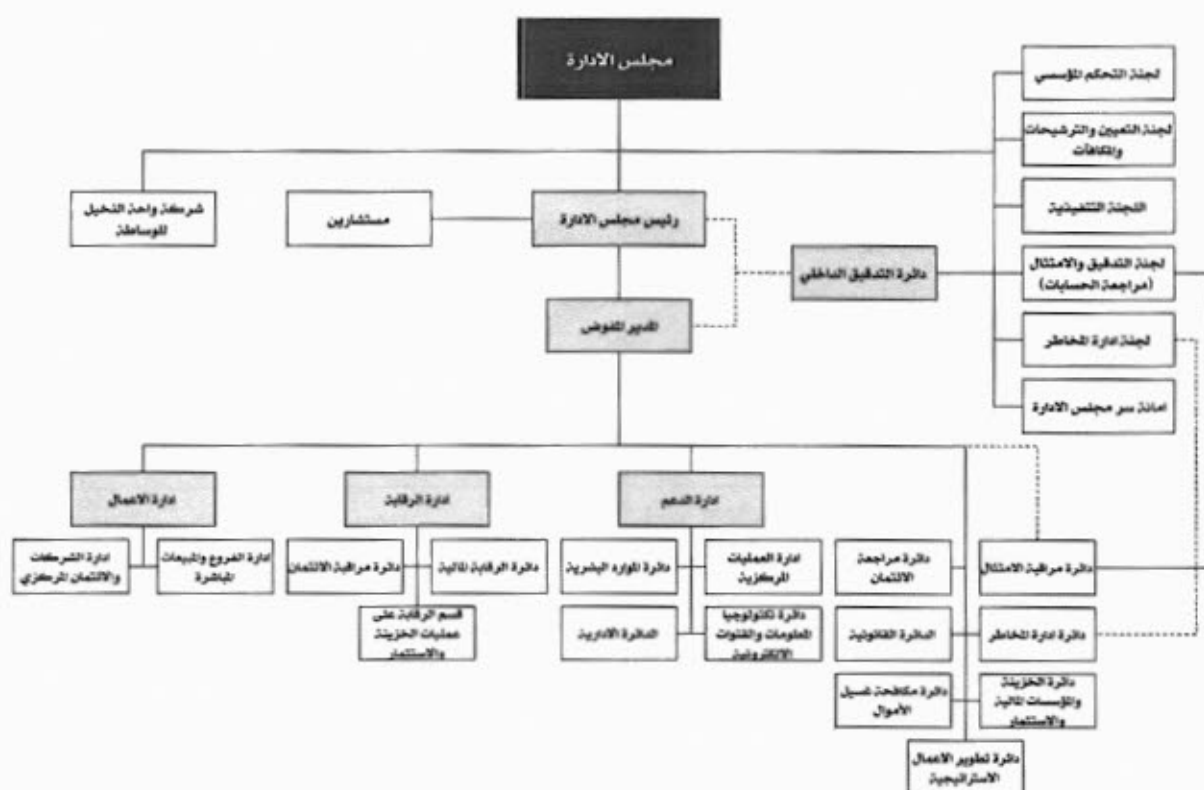 مجلس الادارة
لجنة التحكم المؤسسي
لجنة التعيين والترشيحات
والمكافآت
شركة واحة النخيل
للوساطة
مستشارين
رئيس مجلس الادارة
اللجنة التنفيذية
دائرة التدقيق الداخلي
لجنة التدقيق والامتثال
(مراجعة الحسابات)
المدير المفوض
لجنة ادارة المخاطر
امانة سر مجلس الادارة
ادارة الاعمال
ادارة الرقابة
ادارة الدعم
ادارة الشركات
والائتمان المركزي
ادارة الفروع والمبيعات
المباشرة
دائرة مراقبة الائتمان
دائرة الرقابة المالية
قسم الرقابة على
عمليات الخزينة
والاستثمار
دائرة الموارد البشرية
ادارة العمليات
المركزية
الدائرة الادارية
دائرة تكنولوجيا
المعلومات والقنوات
الالكترونية
دائرة مراجعة
الائتمان
دائرة مراقبة الامتثال
الدائرة القانونية
دائرة ادارة المخاطر
دائرة مكافحة غسيل
الأموال
دائرة الخزينة
والمؤسسات المالية
والاستثمار
دائرة تطوير الاعمال
الاستراتيجية